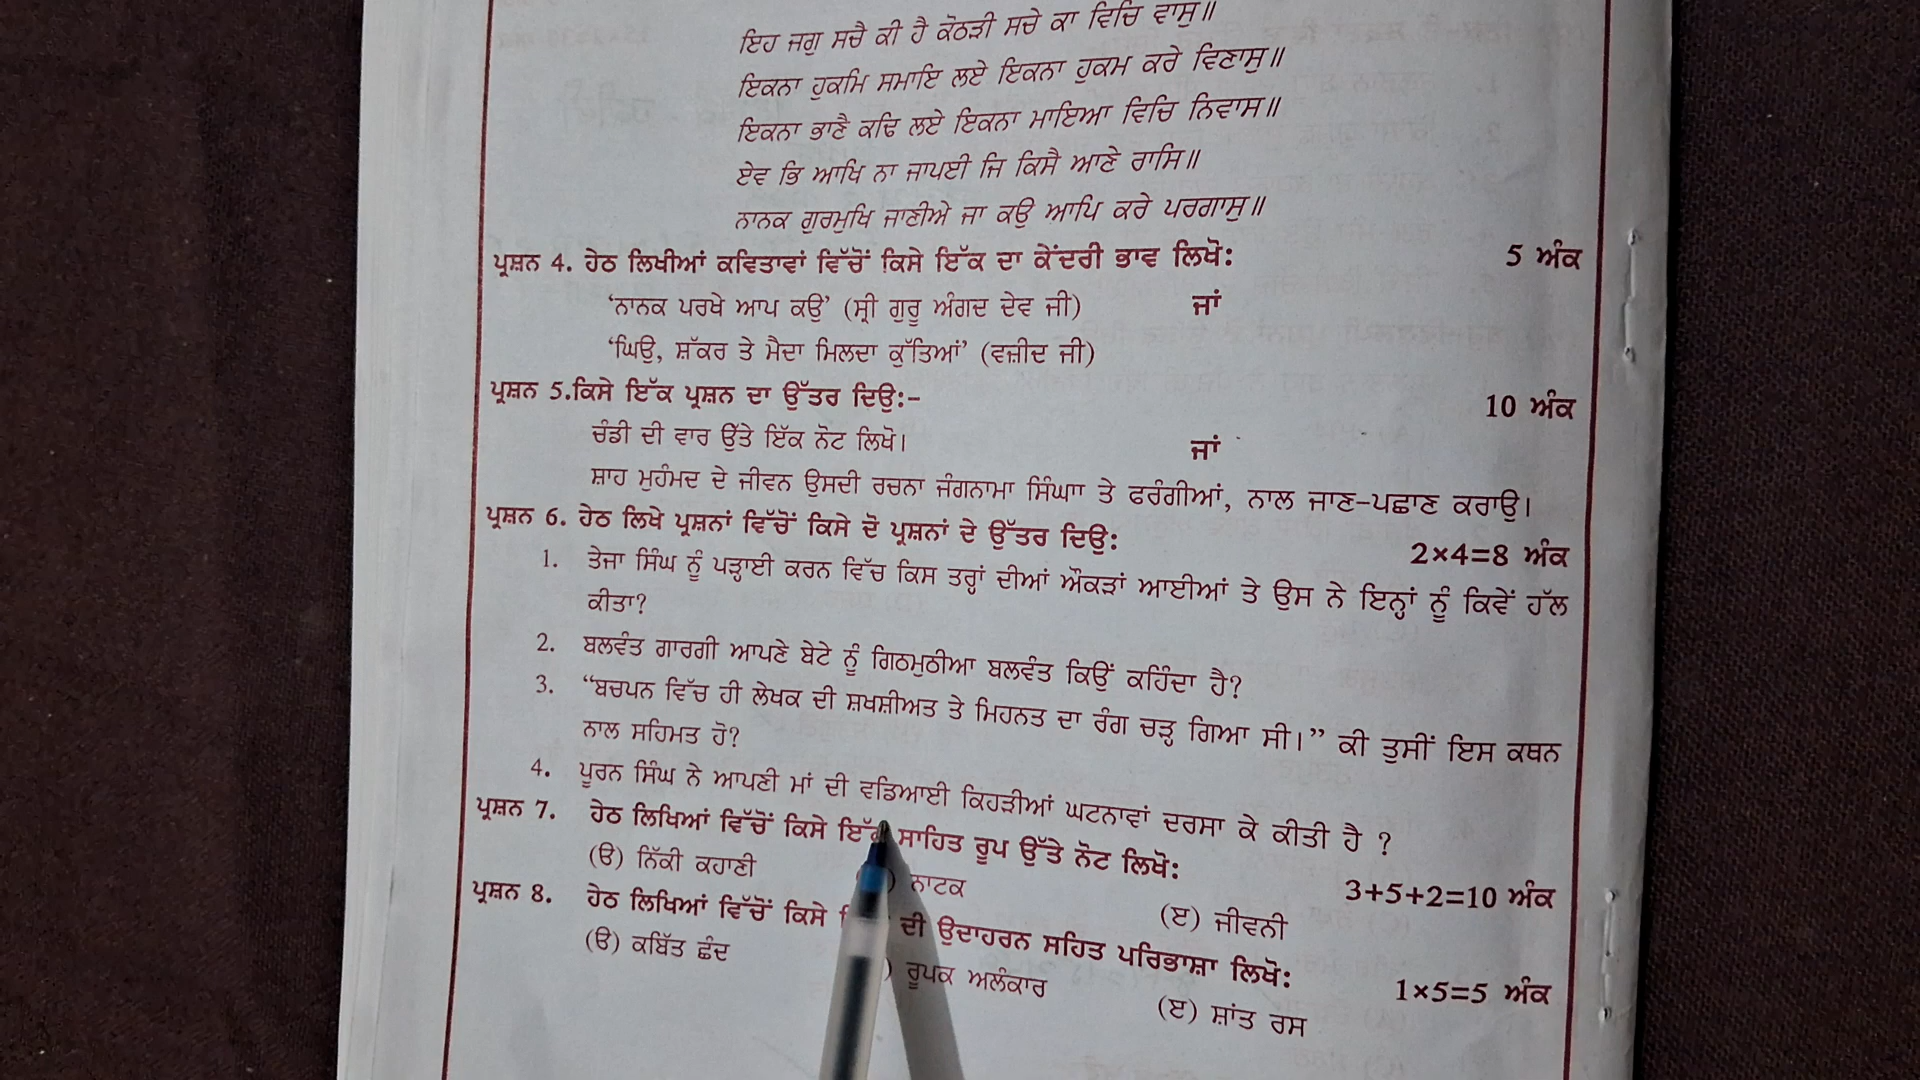 ਇਹ ਜਗੁ ਸਚੈ ਕੀ ਹੈ ਕੋਠੜੀ ਸਚੇ ਕਾ ਵਿਚਿ ਵਾਸੁ॥
ਇਕਨਾ ਹੁਕਮਿ ਸਮਾਇ ਲਏ ਇਕਨਾ ਹੁਕਮ ਕਰੇ ਵਿਣਾਸੁ॥
ਇਕਨਾ ਭਾਣੈ ਕਢਿ ਲਏ ਇਕਨਾ ਮਾਇਆ ਵਿਚਿ ਨਿਵਾਸ॥
ਏਵ ਭਿ ਆਖਿ ਨਾ ਜਾਪਈ ਜਿ ਕਿਸੈ ਆਣੇ ਰਾਸਿ॥
ਨਾਨਕ ਗੁਰਮੁਖਿ ਜਾਣੀਐ ਜਾ ਕਉ ਆਪਿ ਕਰੇ ਪਰਗਾਸੁ॥
ਪ੍ਰਸ਼ਨ 4. ਹੇਠ ਲਿਖੀਆਂ ਕਵਿਤਾਵਾਂ ਵਿੱਚੋਂ ਕਿਸੇ ਇੱਕ ਦਾ ਕੇਂਦਰੀ ਭਾਵ ਲਿਖੋ: 5 ਅੰਕ
‘ਨਾਨਕ ਪਰਖੇ ਆਪ ਕਉ’ (ਸ੍ਰੀ ਗੁਰੂ ਅੰਗਦ ਦੇਵ ਜੀ) ਜਾਂ
‘ਘਿਉ, ਸ਼ੱਕਰ ਤੇ ਮੈਦਾ ਮਿਲਦਾ ਕੁੱਤਿਆਂ’ (ਵਜ਼ੀਦ ਜੀ)
ਪ੍ਰਸ਼ਨ 5.ਕਿਸੇ ਇੱਕ ਪ੍ਰਸ਼ਨ ਦਾ ਉੱਤਰ ਦਿਉ:- 10 ਅੰਕ
ਚੰਡੀ ਦੀ ਵਾਰ ਉੱਤੇ ਇੱਕ ਨੋਟ ਲਿਖੋ। ਜਾਂ
ਸ਼ਾਹ ਮੁਹੰਮਦ ਦੇ ਜੀਵਨ ਉਸਦੀ ਰਚਨਾ ਜੰਗਨਾਮਾ ਸਿੰਘਾਾ ਤੇ ਫਰੰਗੀਆਂ, ਨਾਲ ਜਾਣ-ਪਛਾਣ ਕਰਾਉ।
ਪ੍ਰਸ਼ਨ 6. ਹੇਠ ਲਿਖੇ ਪ੍ਰਸ਼ਨਾਂ ਵਿੱਚੋਂ ਕਿਸੇ ਦੋ ਪ੍ਰਸ਼ਨਾਂ ਦੇ ਉੱਤਰ ਦਿਉ: 2×4=8 ਅੰਕ
1. ਤੇਜਾ ਸਿੰਘ ਨੂੰ ਪੜ੍ਹਾਈ ਕਰਨ ਵਿੱਚ ਕਿਸ ਤਰ੍ਹਾਂ ਦੀਆਂ ਔਕੜਾਂ ਆਈਆਂ ਤੇ ਉਸ ਨੇ ਇਨ੍ਹਾਂ ਨੂੰ ਕਿਵੇਂ ਹੱਲ
ਕੀਤਾ?
2. ਬਲਵੰਤ ਗਾਰਗੀ ਆਪਣੇ ਬੇਟੇ ਨੂੰ ਗਿਠਮੁਠੀਆ ਬਲਵੰਤ ਕਿਉਂ ਕਹਿੰਦਾ ਹੈ?
3. “ਬਚਪਨ ਵਿੱਚ ਹੀ ਲੇਖਕ ਦੀ ਸ਼ਖਸ਼ੀਅਤ ਤੇ ਮਿਹਨਤ ਦਾ ਰੰਗ ਚੜ੍ਹ ਗਿਆ ਸੀ।” ਕੀ ਤੁਸੀਂ ਇਸ ਕਥਨ
ਨਾਲ ਸਹਿਮਤ ਹੋ?
4. ਪੂਰਨ ਸਿੰਘ ਨੇ ਆਪਣੀ ਮਾਂ ਦੀ ਵਡਿਆਈ ਕਿਹੜੀਆਂ ਘਟਨਾਵਾਂ ਦਰਸਾ ਕੇ ਕੀਤੀ ਹੈ ?
ਪ੍ਰਸ਼ਨ 7. ਹੇਠ ਲਿਖਿਆਂ ਵਿੱਚੋਂ ਕਿਸੇ ਇੱਕ ਸਾਹਿਤ ਰੂਪ ਉੱਤੇ ਨੋਟ ਲਿਖੋ: 3+5+2=10 ਅੰਕ
(ੳ) ਨਿੱਕੀ ਕਹਾਣੀ ) ਨਾਟਕ (ੲ) ਜੀਵਨੀ
ਪ੍ਰਸ਼ਨ 8. ਹੇਠ ਲਿਖਿਆਂ ਵਿੱਚੋਂ ਕਿਸੇ ਦੀ ਉਦਾਹਰਨ ਸਹਿਤ ਪਰਿਭਾਸ਼ਾ ਲਿਖੋ: 1×5=5 ਅੰਕ
(ੳ) ਕਬਿੱਤ ਛੰਦ ) ਰੂਪਕ ਅਲੰਕਾਰ (ੲ) ਸ਼ਾਂਤ ਰਸ